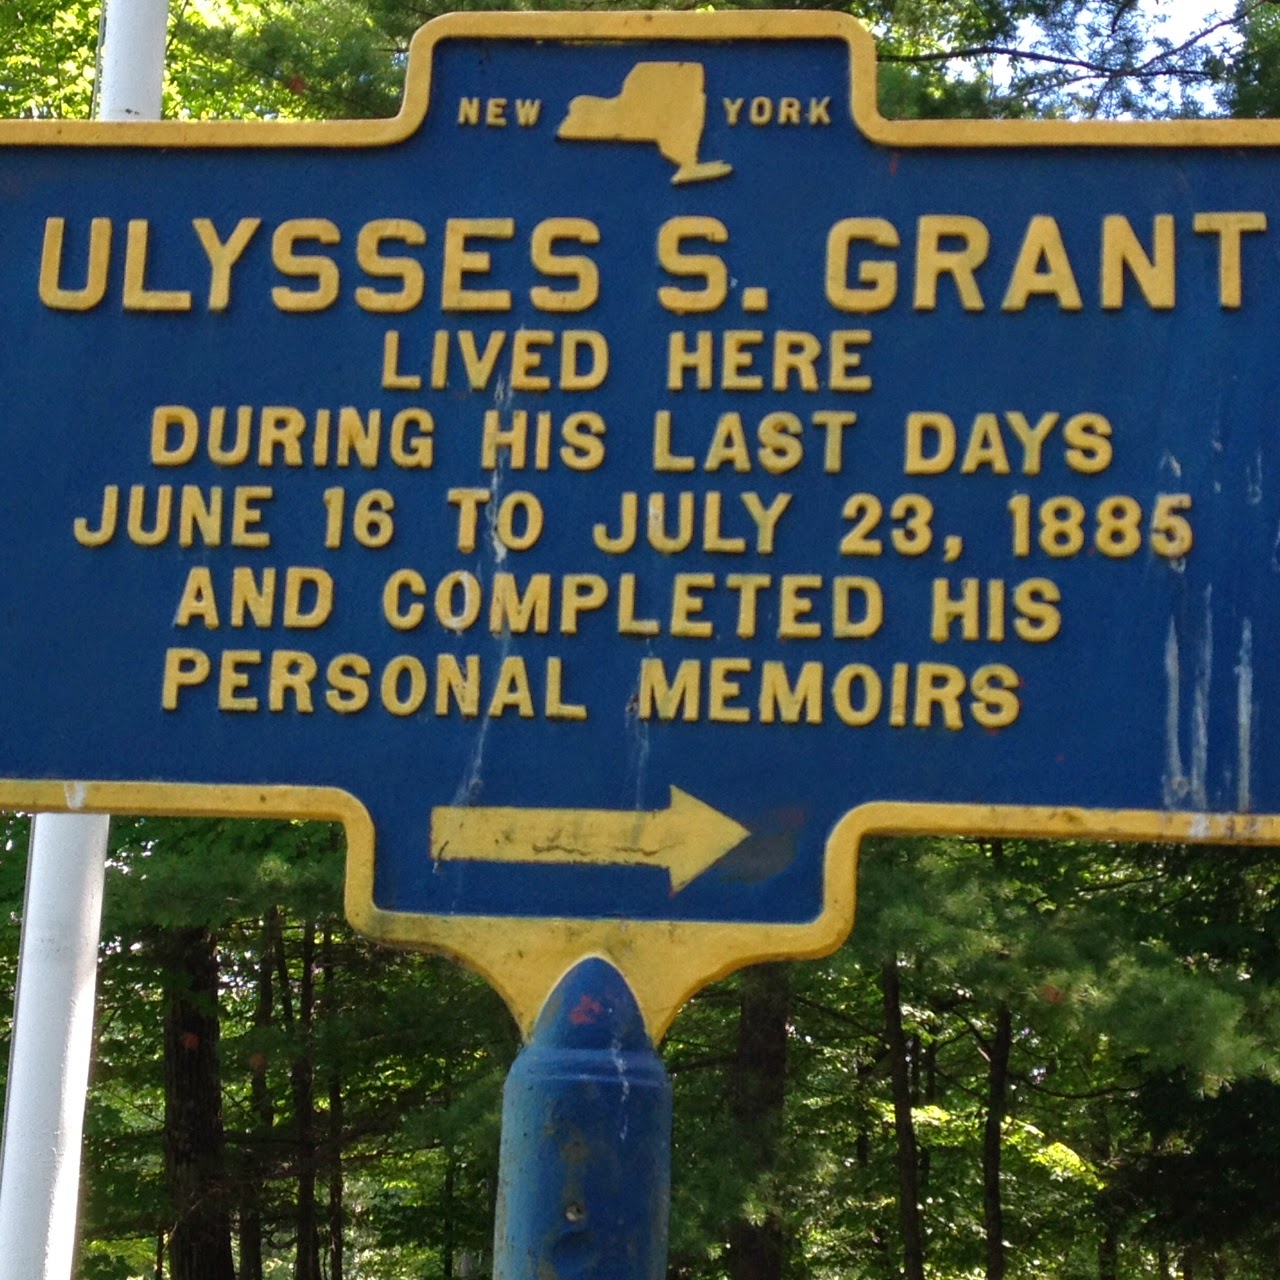 NEW YORK
ULYSSES S. GRANT
LIVED HERE
DURING HIS LAST DAYS
JUNE 16 TO JULY 23, 1885
AND COMPLETED HIS
PERSONAL MEMOIRS